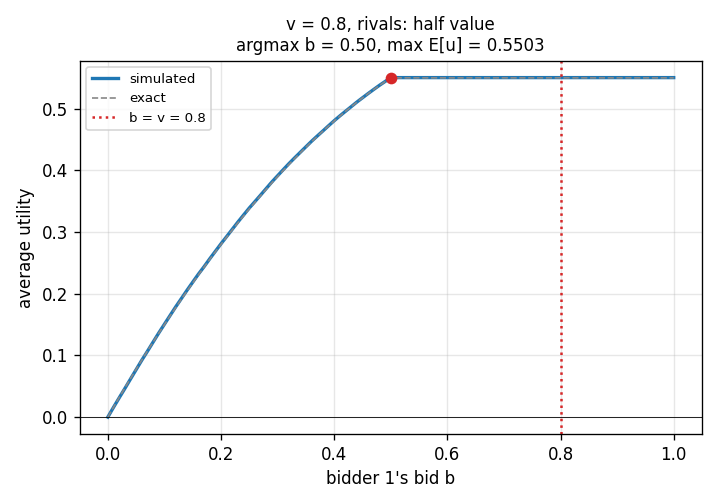 v = 0.8, rivals: half value
argmax b = 0.50, max E[u] = 0.5503
simulated
exact
b = v = 0.8
average utility
0.5
0.4
0.3
0.2
0.1
0.0
0.0 0.2 0.4 0.6 0.8 1.0
bidder 1's bid b